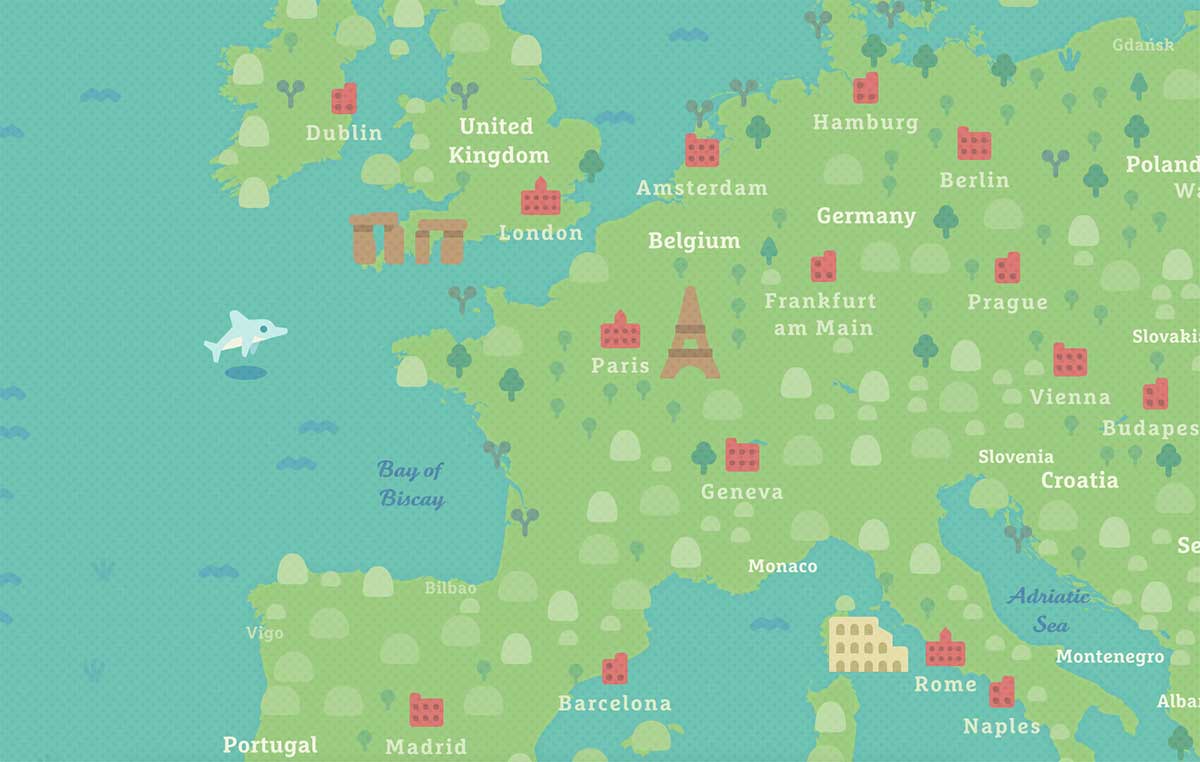 Gdańsk
Dublin
United
Kingdom
Hamburg
Poland
Berlin
Amsterdam
London
Germany
Belgium
Frankfurt
am Main
Prague
Slovakia
Paris
Vienna
Budapes
Slovenia
Croatia
Bay of
Biscay
Geneva
Se
Monaco
Bilbao
Adriatic
Sea
Vigo
Montenegro
Rome
Barcelona
Alba
Naples
Portugal
Madrid